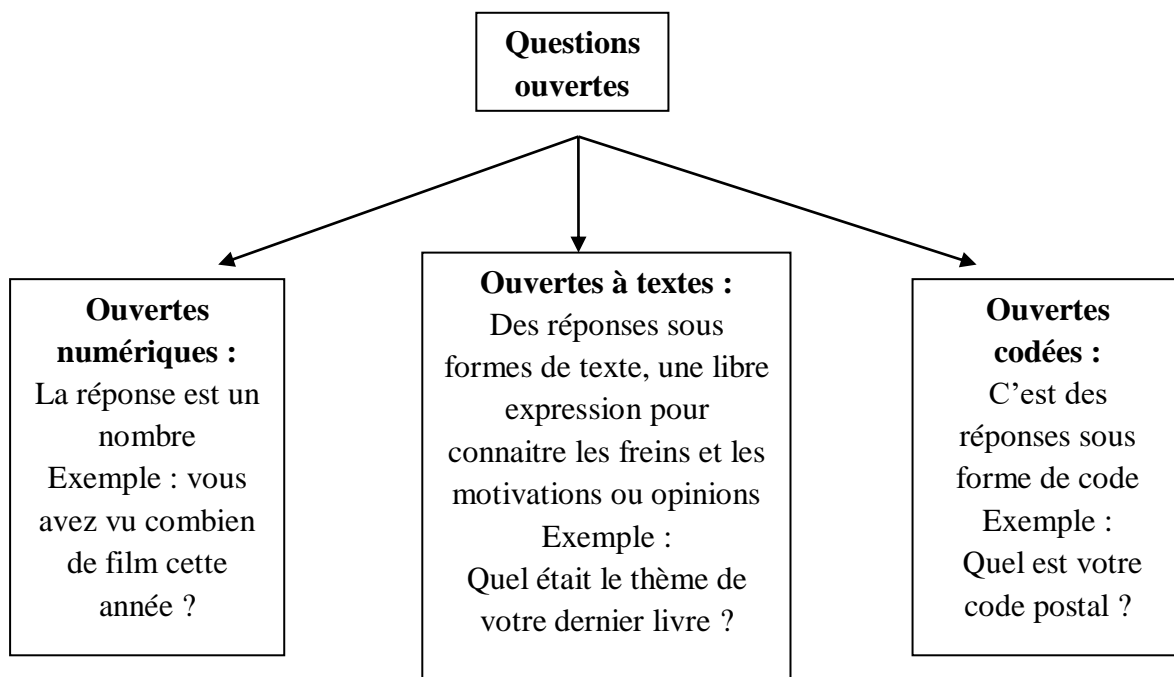 Questions
ouvertes
Ouvertes
numériques :
La réponse est un
nombre
Exemple : vous
avez vu combien
de film cette
année ?
Ouvertes à textes :
Des réponses sous
formes de texte, une libre
expression pour
connaitre les freins et les
motivations ou opinions
Exemple :
Quel était le thème de
votre dernier livre ?
Ouvertes
codées :
C’est des
réponses sous
forme de code
Exemple :
Quel est votre
code postal ?